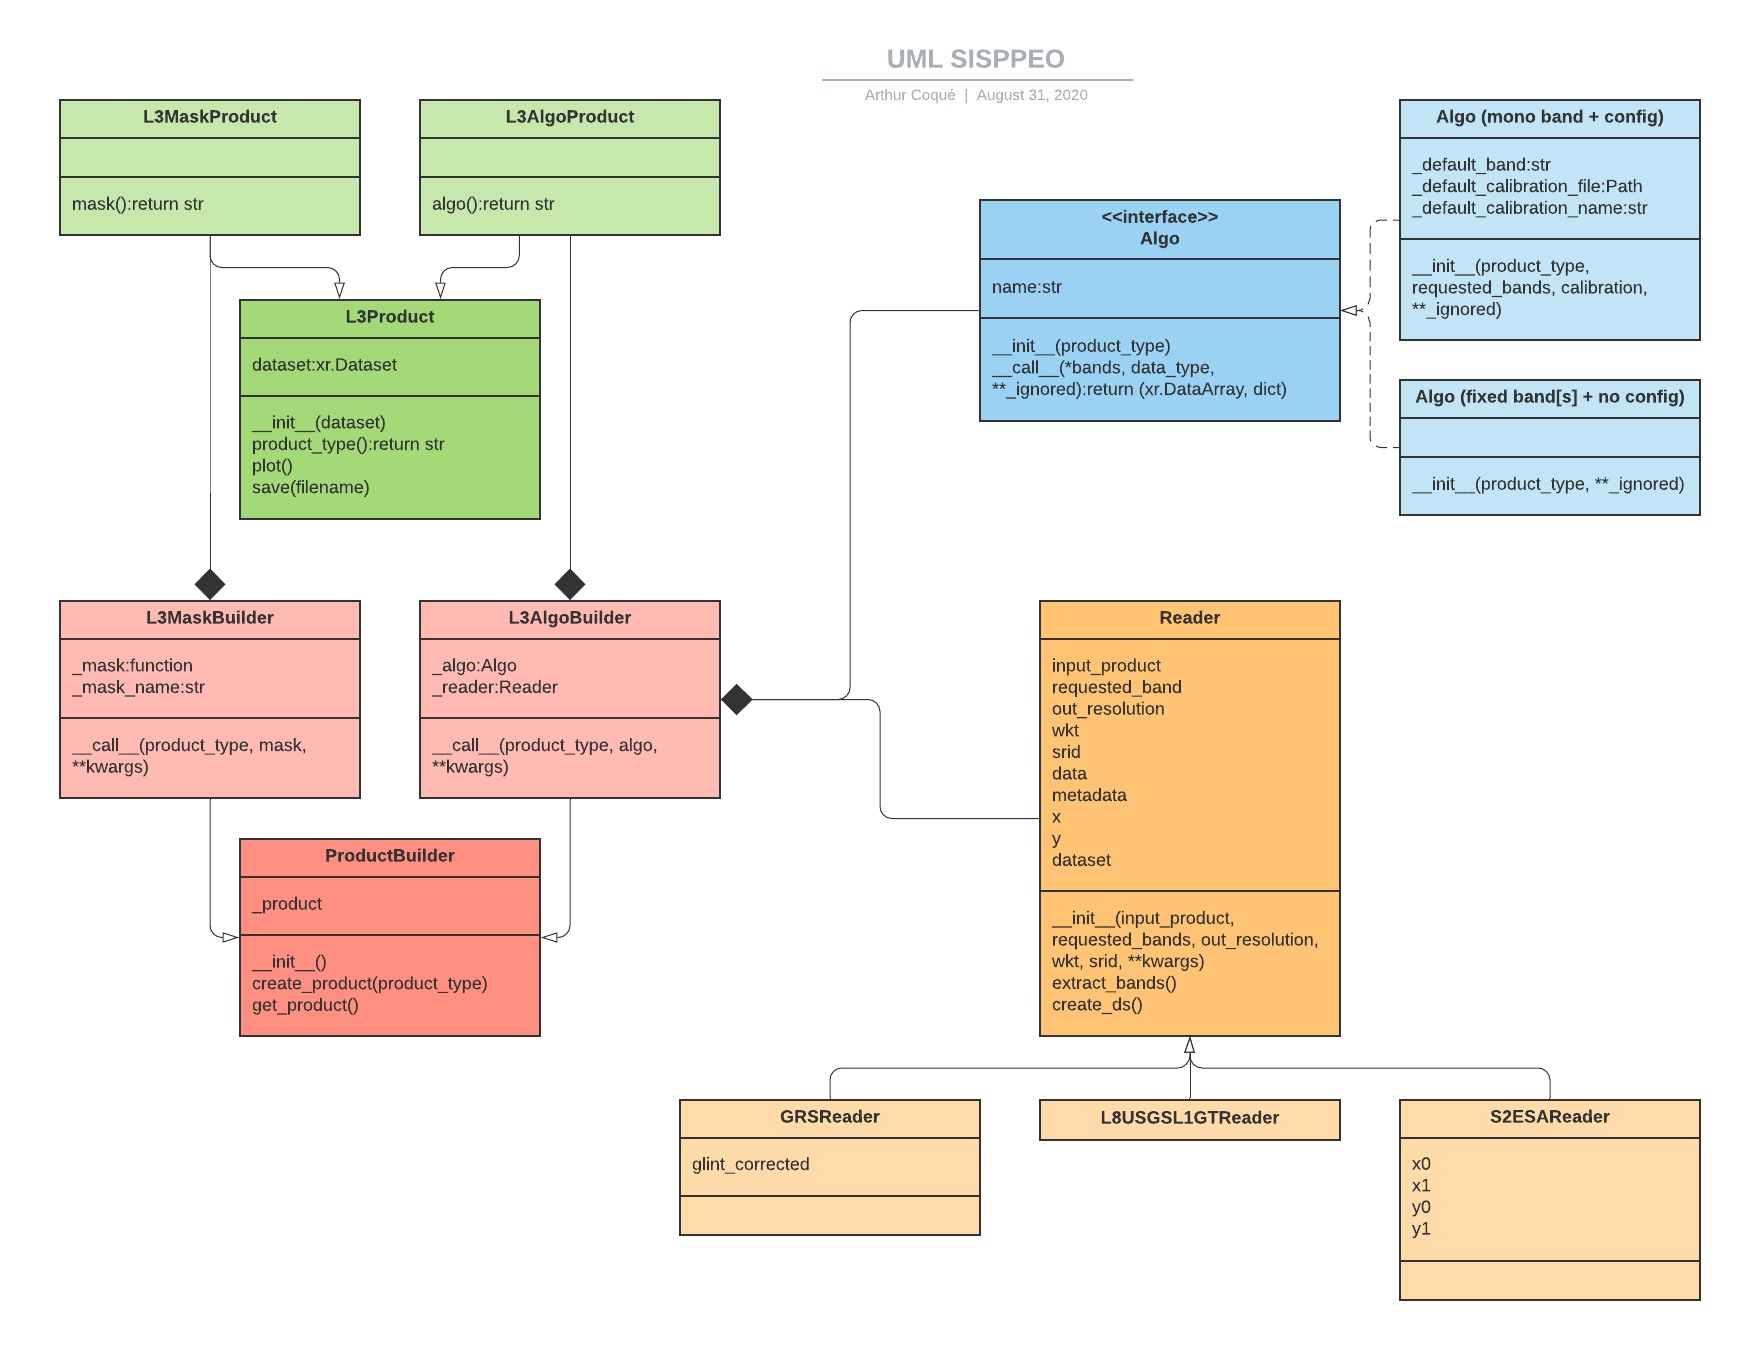 UML SISPPEO
Arthur Coqué | August 31, 2020
L3MaskProduct
mask():return str
L3AlgoProduct
algo():return str
L3Product
dataset:xr.Dataset
__init__(dataset)
product_type():return str
plot()
save(filename)
<<interface>>
Algo
name:str
__init__(product_type)
__call__(*bands, data_type,
**_ignored):return (xr.DataArray, dict)
Algo (mono band + config)
_default_band:str
_default_calibration_file:Path
_default_calibration_name:str
__init__(product_type,
requested_bands, calibration,
**_ignored)
Algo (fixed band[s] + no config)
__init__(product_type, **_ignored)
L3MaskBuilder
_mask:function
_mask_name:str
__call__(product_type, mask,
**kwargs)
L3AlgoBuilder
_algo:Algo
_reader:Reader
__call__(product_type, algo,
**kwargs)
ProductBuilder
_product
__init__()
create_product(product_type)
get_product()
Reader
input_product
requested_band
out_resolution
wkt
srid
data
metadata
x
y
dataset
__init__(input_product,
requested_bands, out_resolution,
wkt, srid, **kwargs)
extract_bands()
create_ds()
GRSReader
glint_corrected
L8USGSL1GTReader
S2ESAReader
x0
x1
y0
y1